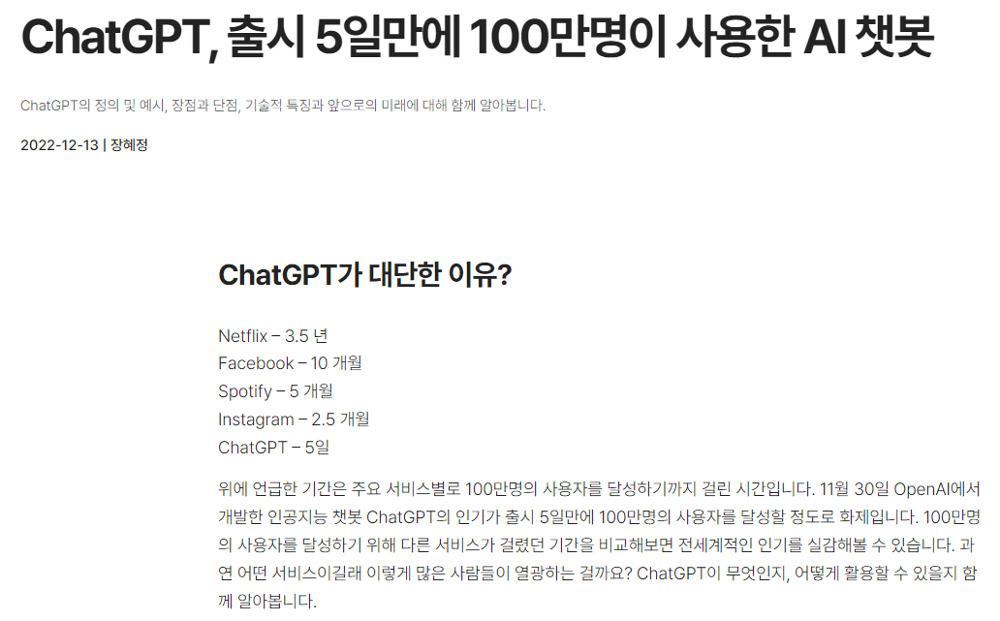 ChatGPT, 출시 5일만에 100만명이 사용한 AI 챗봇
ChatGPT의 정의 및 예시, 장점과 단점, 기술적 특징과 앞으로의 미래에 대해 함께 알아봅니다.
2022-12-13 | 장혜정
ChatGPT가 대단한 이유?
Netflix – 3.5 년
Facebook – 10 개월
Spotify – 5 개월
Instagram – 2.5 개월
ChatGPT – 5일
위에 언급한 기간은 주요 서비스별로 100만명의 사용자를 달성하기까지 걸린 시간입니다. 11월 30일 OpenAI에서
개발한 인공지능 챗봇 ChatGPT의 인기가 출시 5일만에 100만명의 사용자를 달성할 정도로 화제입니다. 100만명
의 사용자를 달성하기 위해 다른 서비스가 걸렸던 기간을 비교해보면 전세계적인 인기를 실감해볼 수 있습니다. 과
연 어떤 서비스이길래 이렇게 많은 사람들이 열광하는 걸까요? ChatGPT이 무엇인지, 어떻게 활용할 수 있을지 함
께 알아봅니다.